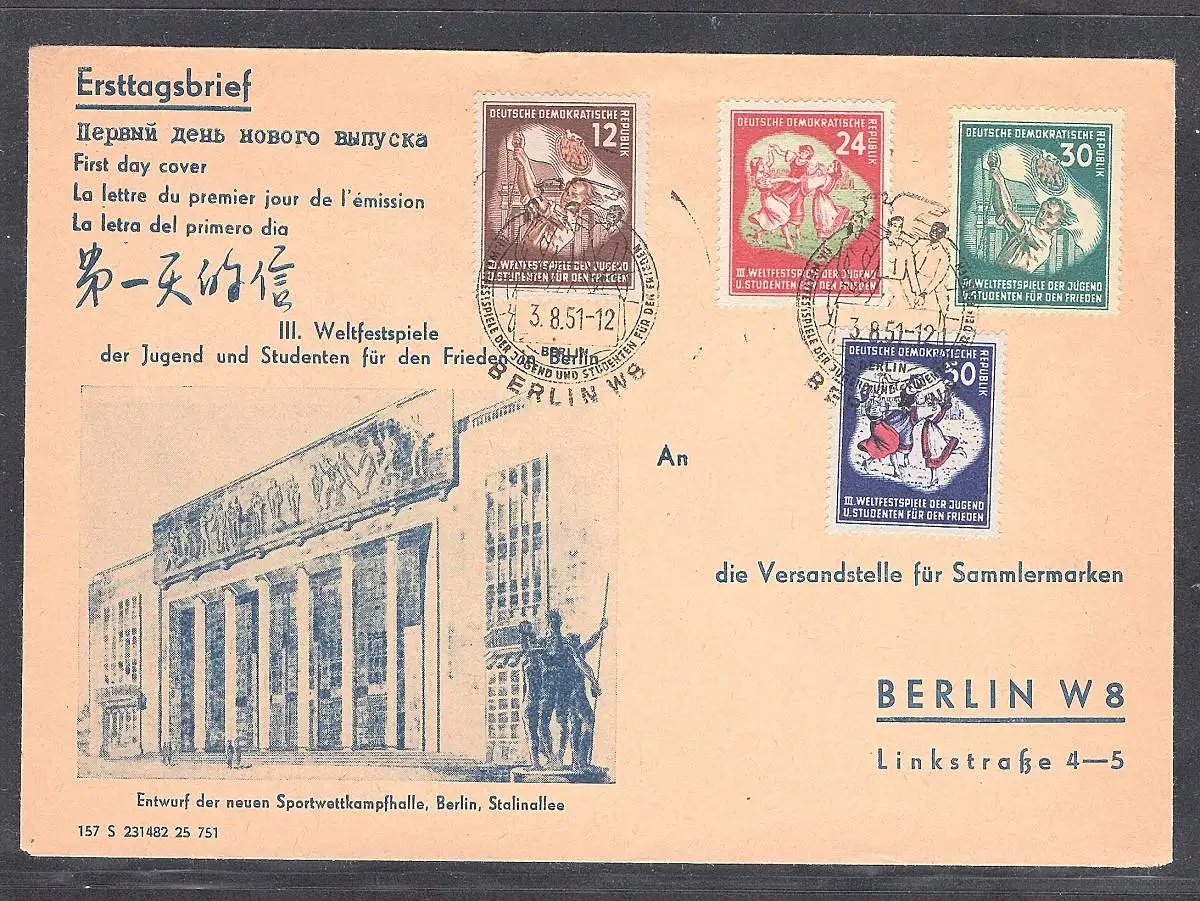 Ersttagsbrief
Первый день нового выпуска
First day cover
La lettre du premier jour de l'émission
La letra del primero dia
第一天的信
III. Weltfestspiele
der Jugend und Studenten für den Frieden in Berlin
DEUTSCHE DEMOKRATISCHE REPUBLIK
12
III. WELTFESTSPIELE DER JUGEND
U. STUDENTEN FÜR DEN FRIEDEN
DEUTSCHE DEMOKRATISCHE REPUBLIK
24
III. WELTFESTSPIELE DER JUGEND
U. STUDENTEN FÜR DEN FRIEDEN
DEUTSCHE DEMOKRATISCHE REPUBLIK
30
III. WELTFESTSPIELE DER JUGEND
U. STUDENTEN FÜR DEN FRIEDEN
DEUTSCHE DEMOKRATISCHE REPUBLIK
50
III. WELTFESTSPIELE DER JUGEND
U. STUDENTEN FÜR DEN FRIEDEN
WELTFESTSPIELE DER JUGEND UND STUDENTEN FÜR DEN FRIEDEN
3.8.51-12
BERLIN
BERLIN W8
3.8.51-12
BERLIN
An
die Versandstelle für Sammlermarken
BERLIN W 8
Linkstraße 4—5
Entwurf der neuen Sportwettkampfhalle, Berlin, Stalinallee
157 S 231482 25 751